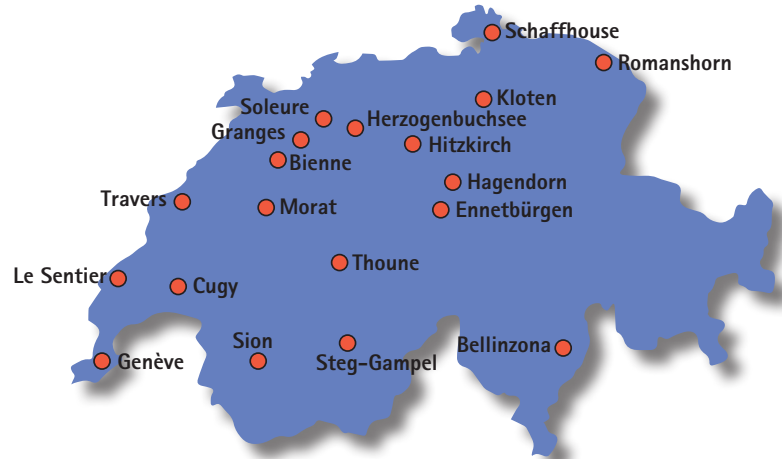 Schaffhouse
Romanshorn
Kloten
Soleure
Herzogenbuchsee
Granges
Hitzkirch
Bienne
Hagendorn
Travers
Morat
Ennetbürgen
Thoune
Le Sentier
Cugy
Sion
Bellinzona
Genève
Steg-Gampel